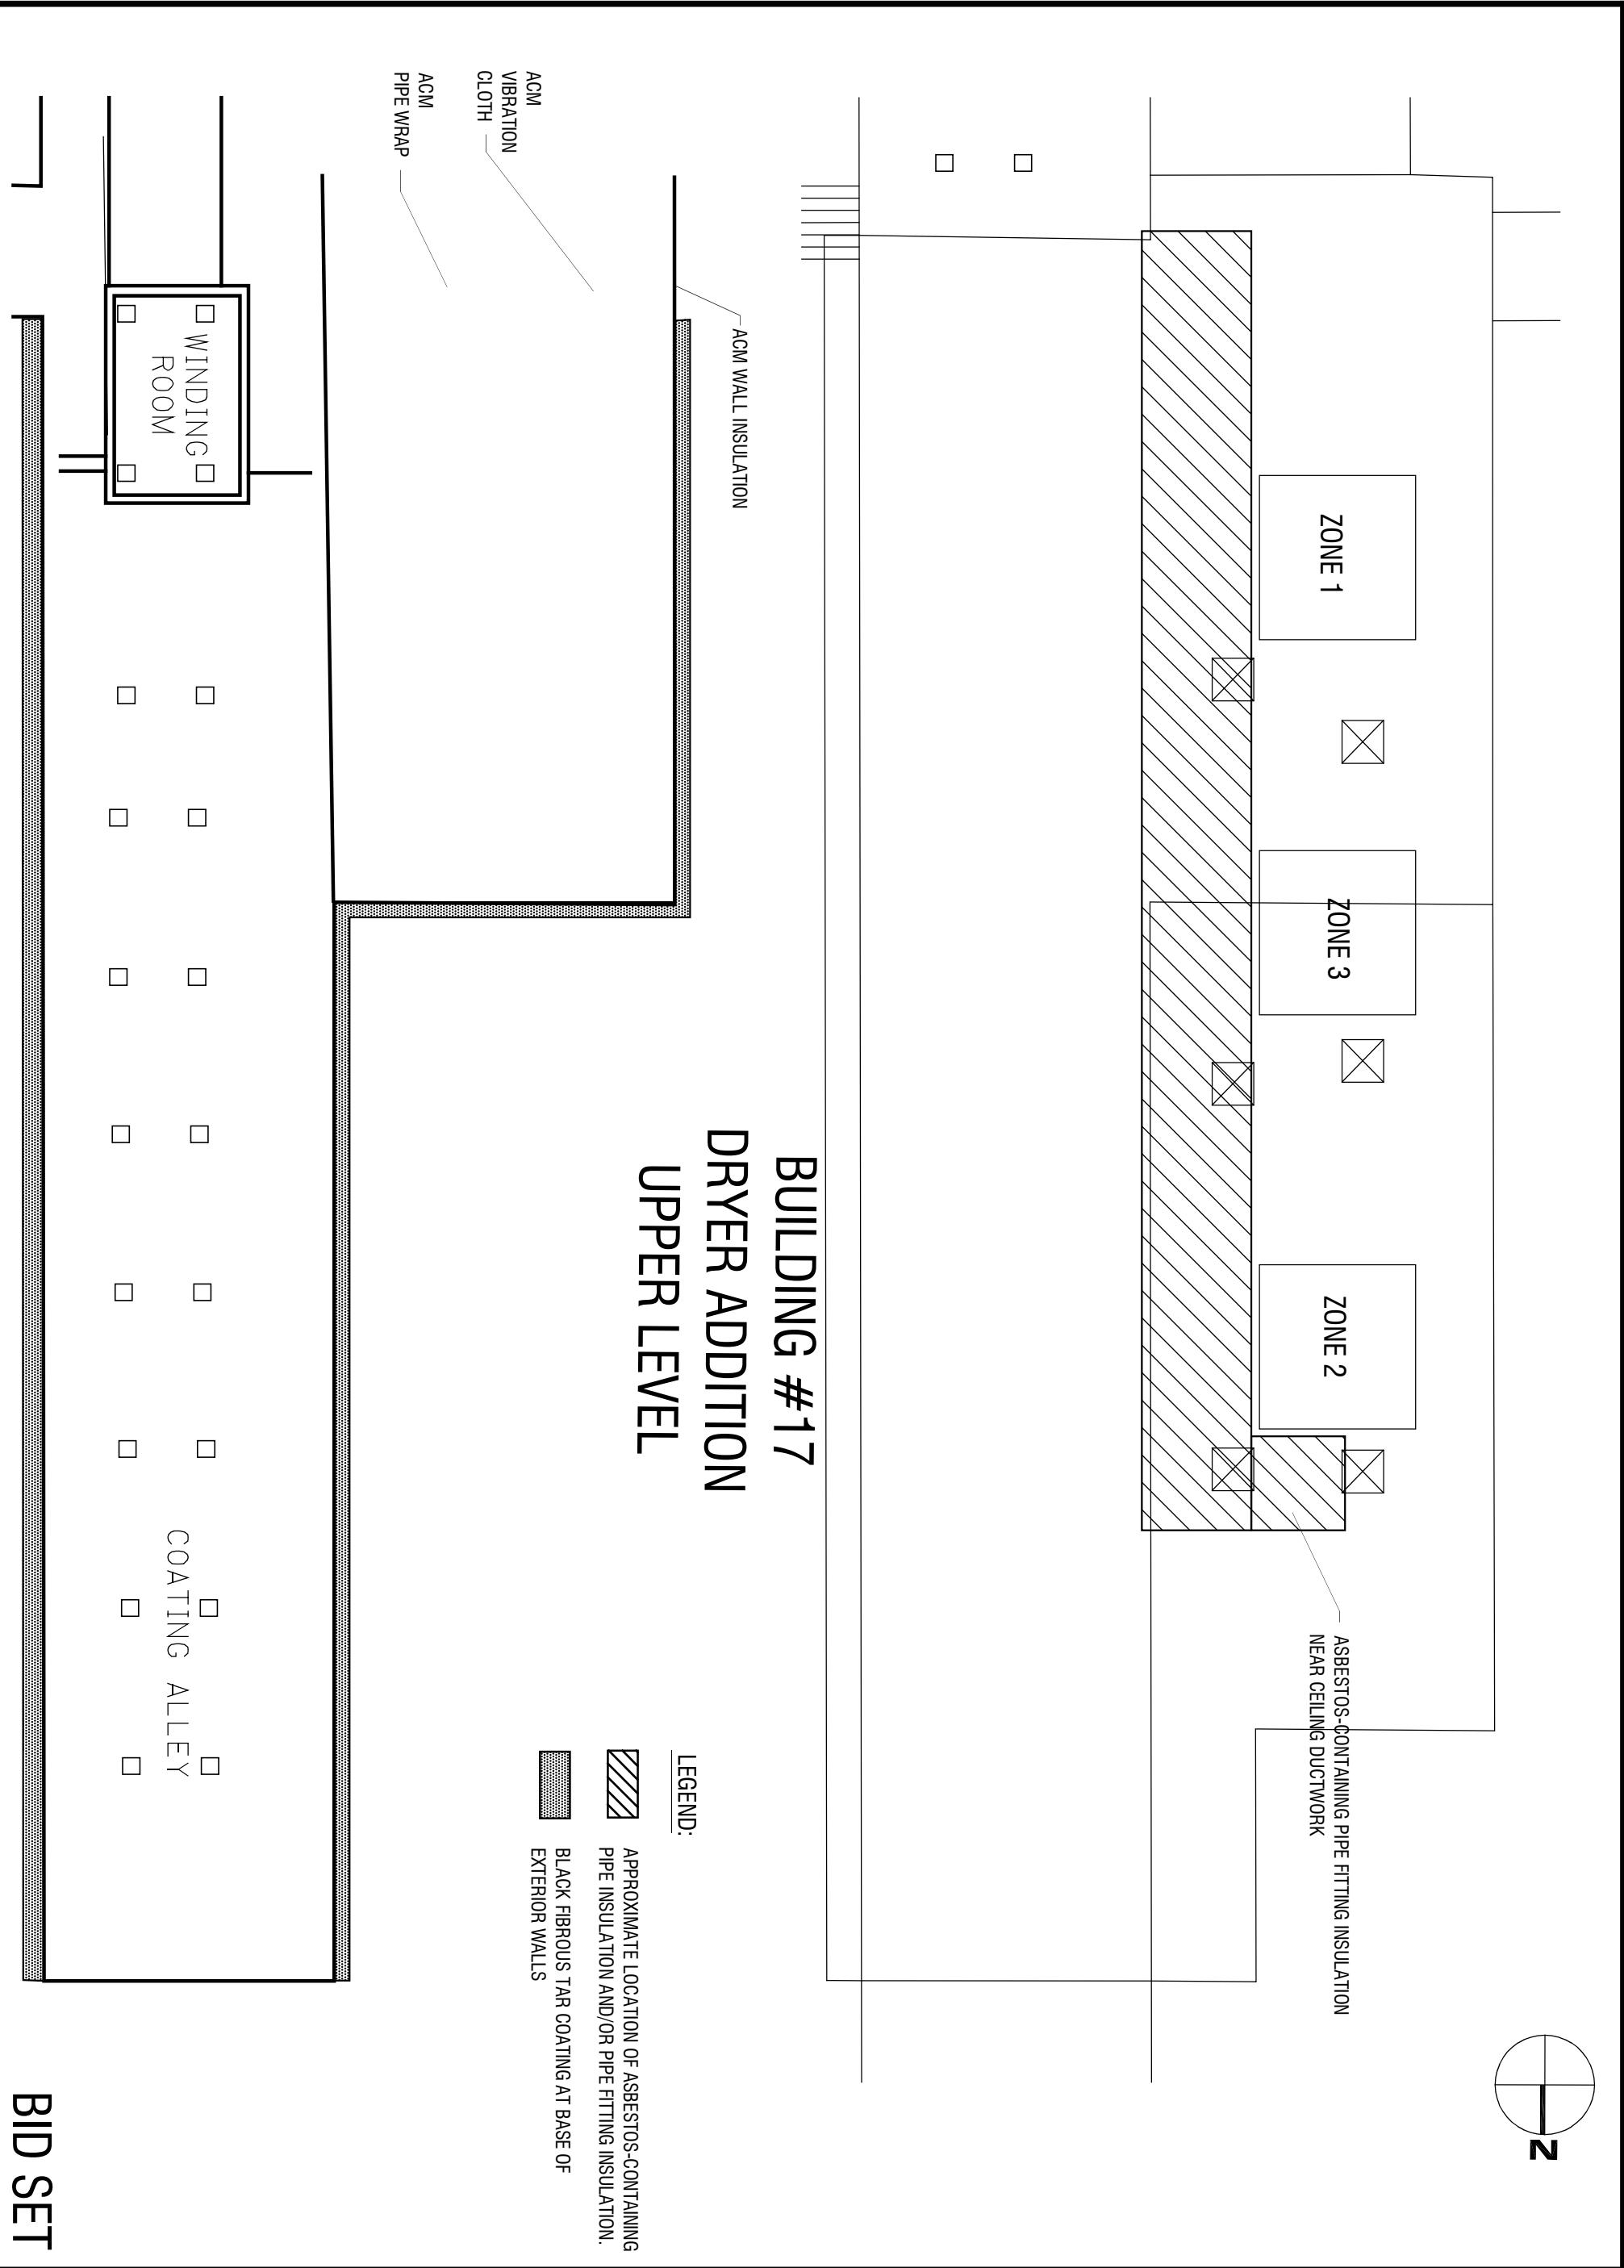 ZONE 1
ZONE 3
ZONE 2
ASBESTOS-CONTAINING PIPE FITTING INSULATION
NEAR CEILING DUCTWORK
N
BUILDING #17
DRYER ADDITION
UPPER LEVEL
ACM WALL INSULATION
ACM
VIBRATION
CLOTH
ACM
PIPE WRAP
LEGEND:
APPROXIMATE LOCATION OF ASBESTOS-CONTAINING
PIPE INSULATION AND/OR PIPE FITTING INSULATION.
BLACK FIBROUS TAR COATING AT BASE OF
EXTERIOR WALLS
WINDING
ROOM
COATING ALLEY
BID SET